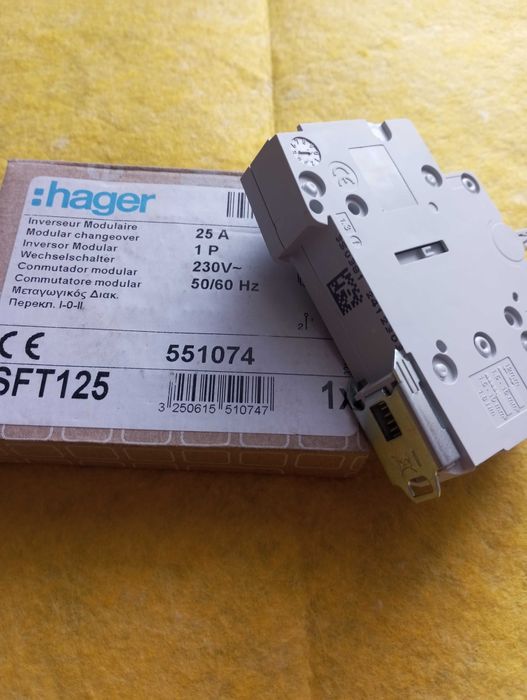 :hager
Inverseur Modulaire
Modular changeover
Inversor Modular
Wechselschalter
Conmutador modular
Commutatore modular
Μεταγωγικός Διακ.
Перекл. I-0-II
25 A
1 P
230V~
50/60 Hz
CE
551074
SFT125
3 250615 510747
1x
CE